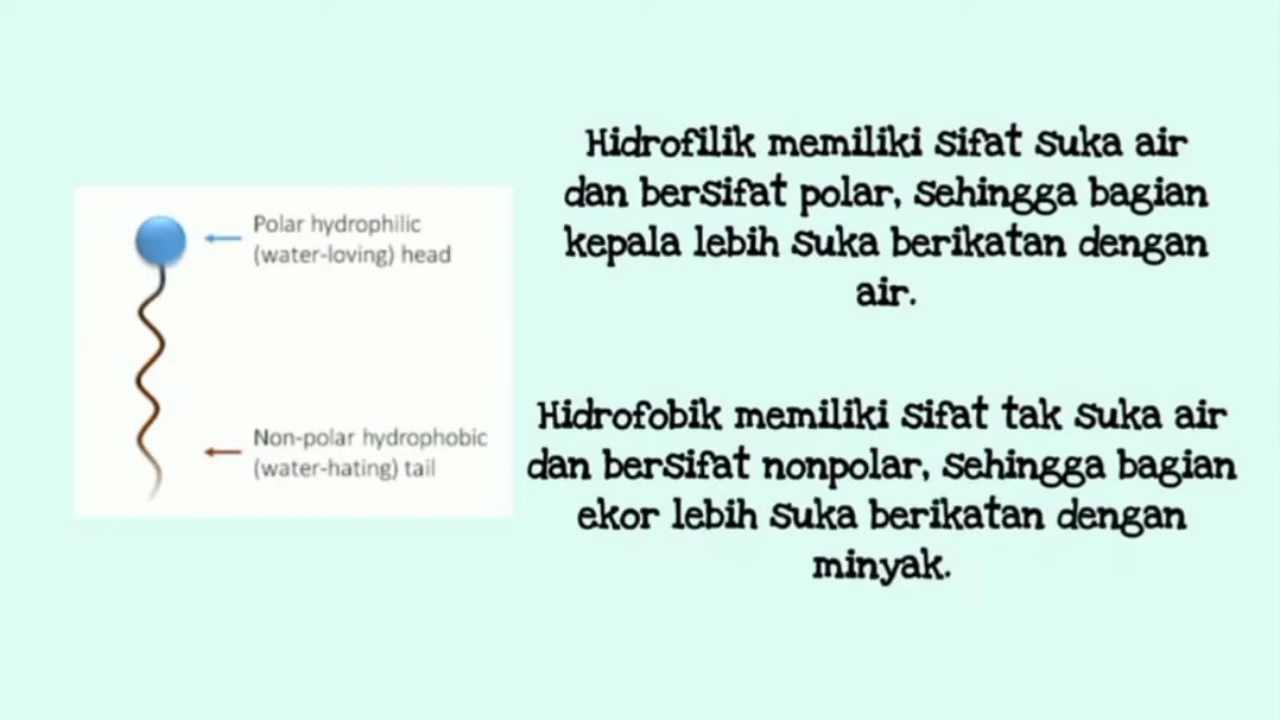 Polar hydrophilic
(water-loving) head
Non-polar hydrophobic
(water-hating) tail
Hidrofilik memiliki sifat suka air
dan bersifat polar, sehingga bagian
kepala lebih suka berikatan dengan
air.
Hidrofobik memiliki sifat tak suka air
dan bersifat nonpolar, sehingga bagian
ekor lebih suka berikatan dengan
minyak.